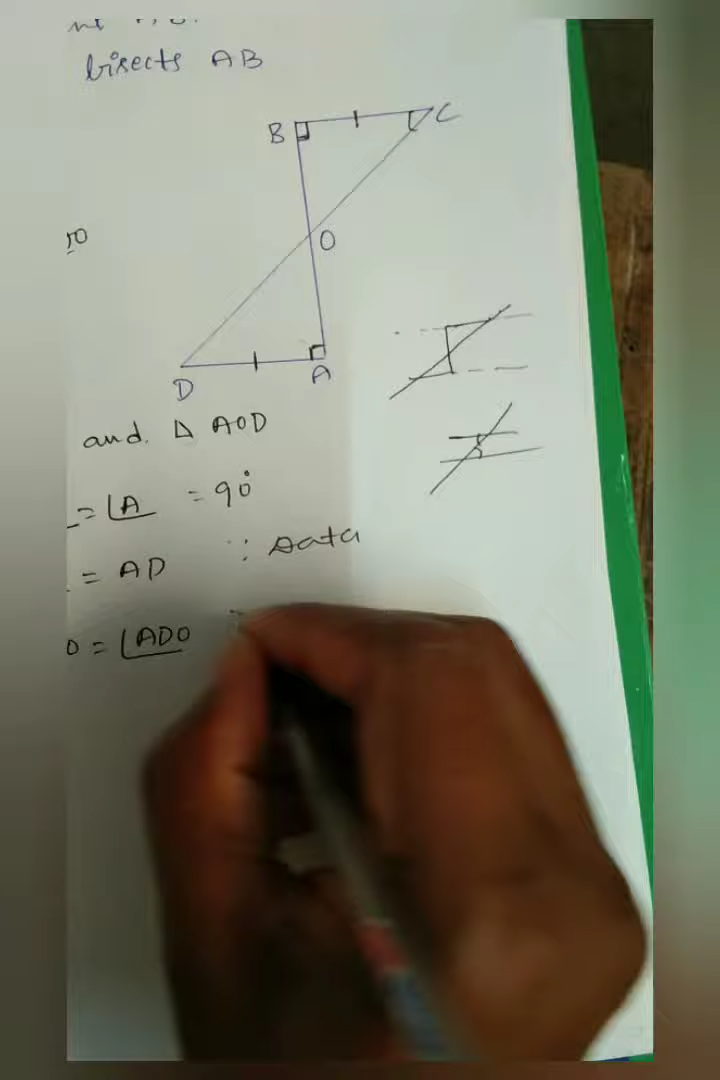 bisects AB
B
C
O
D
A
and. Δ AOD
= ∠A = 90°
= AD ∵ Data
= ∠ADO